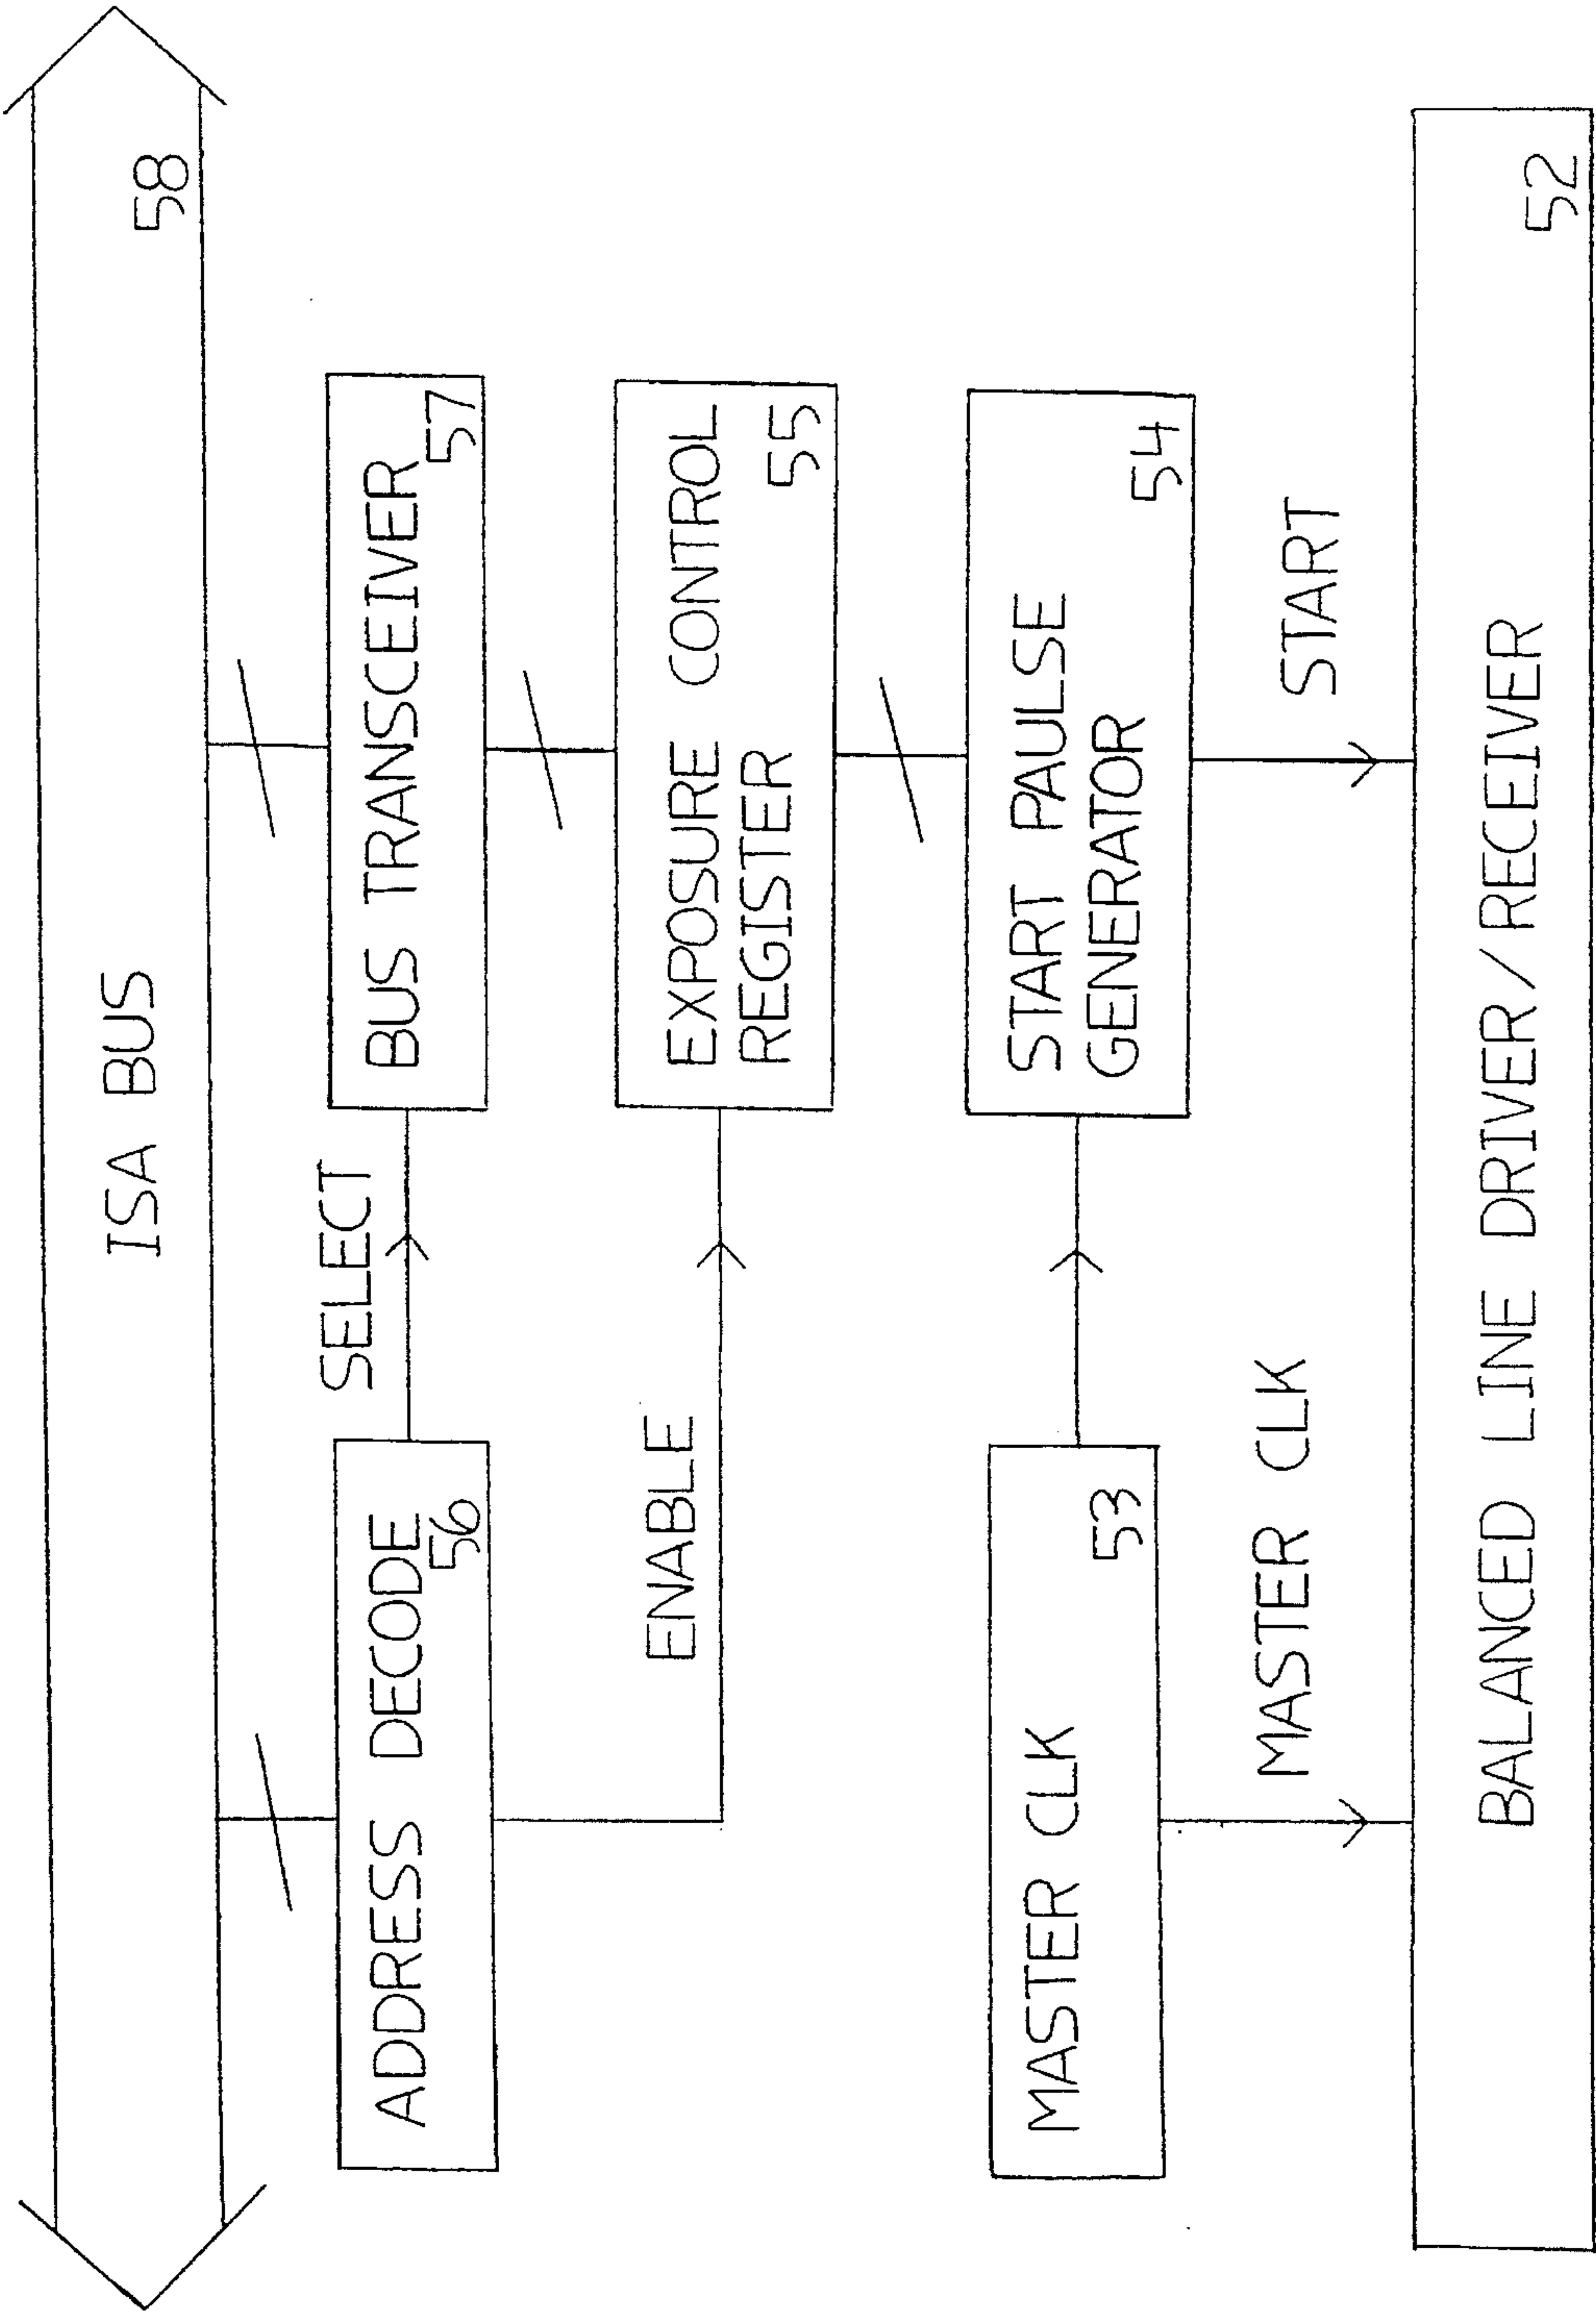 ISA BUS
58
SELECT
ADDRESS DECODE
56
BUS TRANSCEIVER
57
ENABLE
EXPOSURE CONTROL
REGISTER
55
MASTER CLK
53
START PAULSE
GENERATOR
54
MASTER CLK
START
BALANCED LINE DRIVER/RECEIVER
52